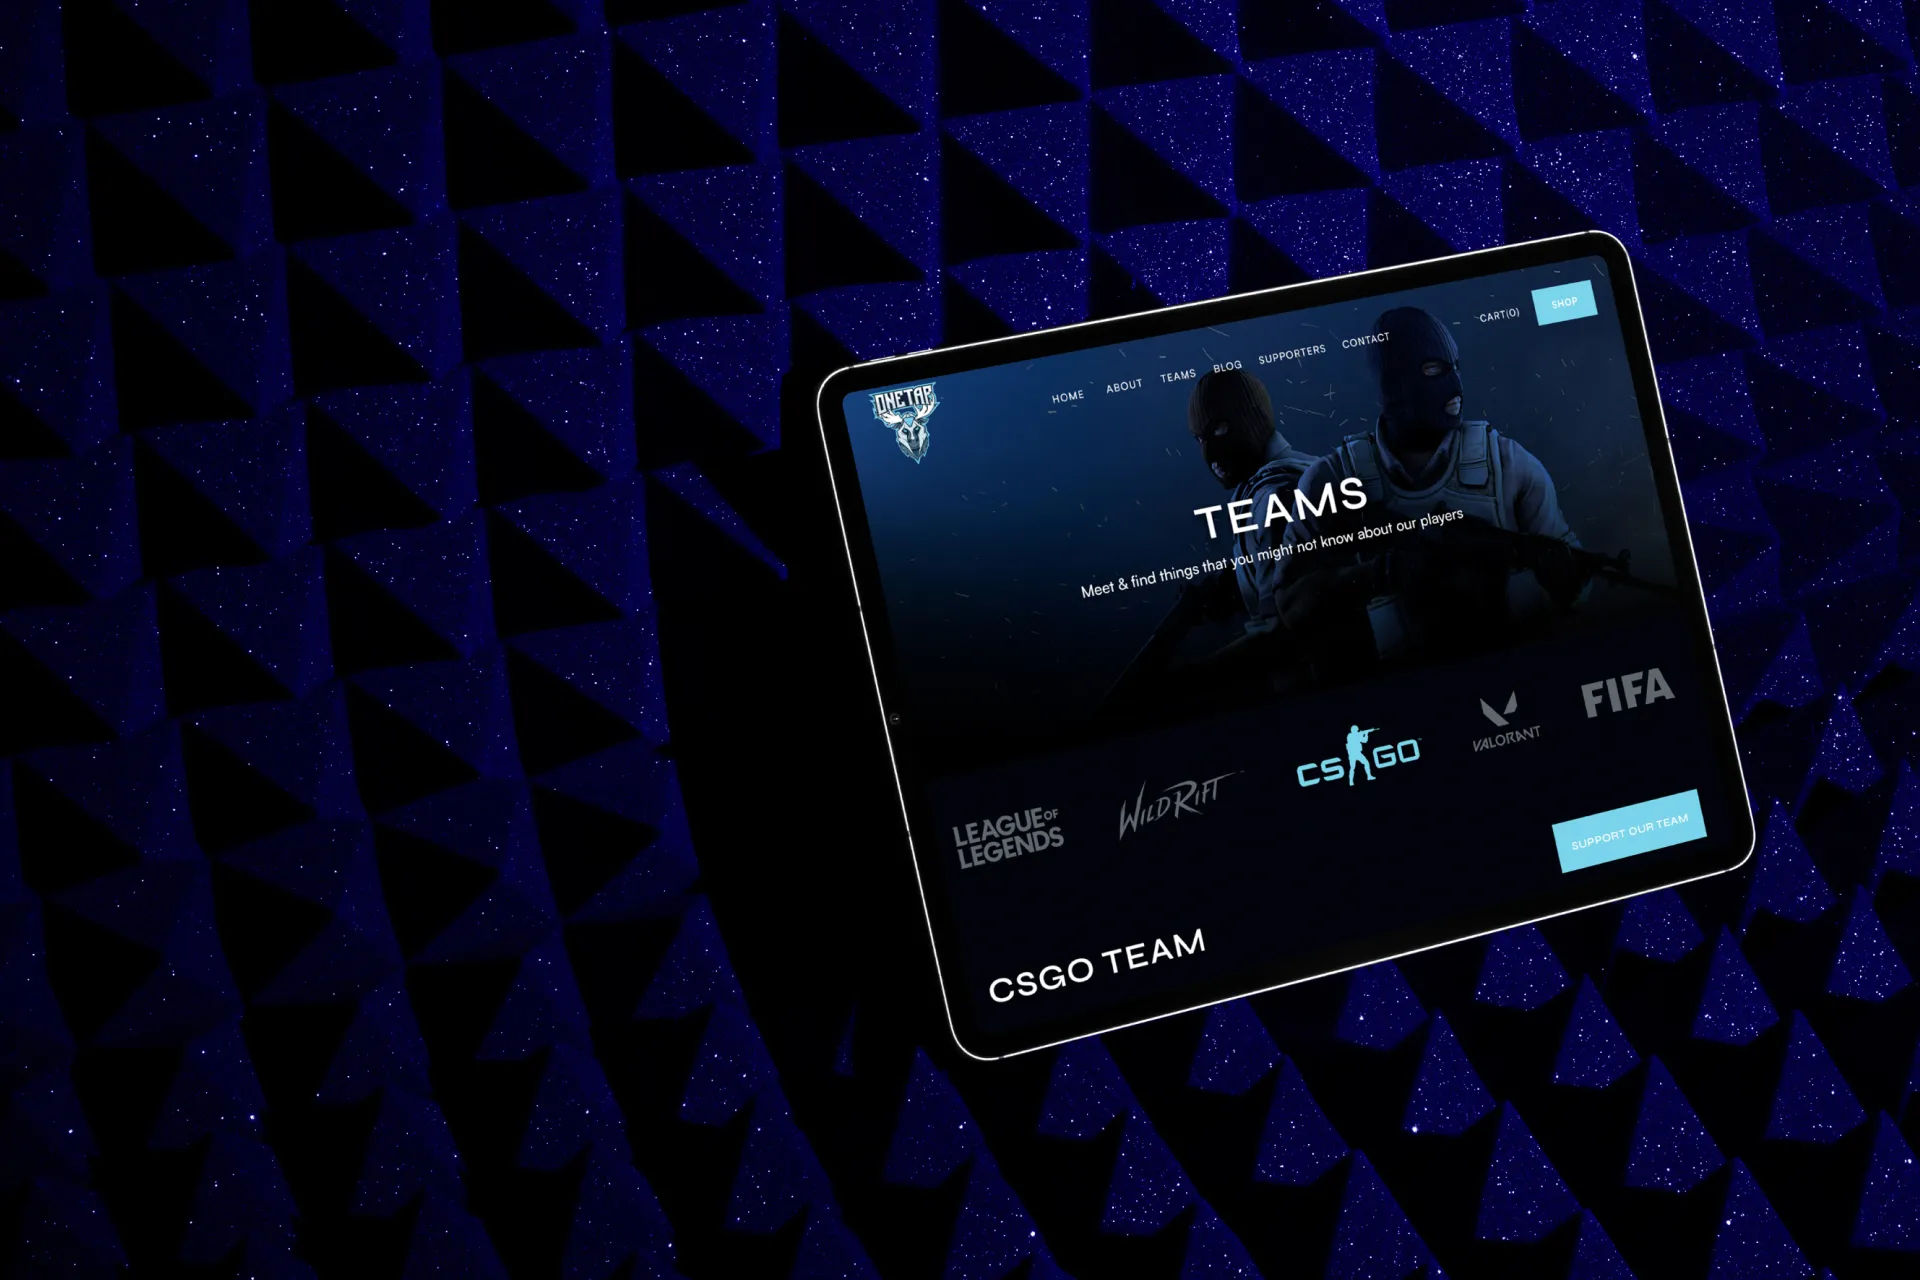 ONETAP
HOME ABOUT TEAMS BLOG SUPPORTERS CONTACT CART(0) SHOP
TEAMS
Meet & find things that you might not know about our players
LEAGUE OF
LEGENDS
WILD RIFT
CS GO
VALORANT
FIFA
SUPPORT OUR TEAM
CSGO TEAM